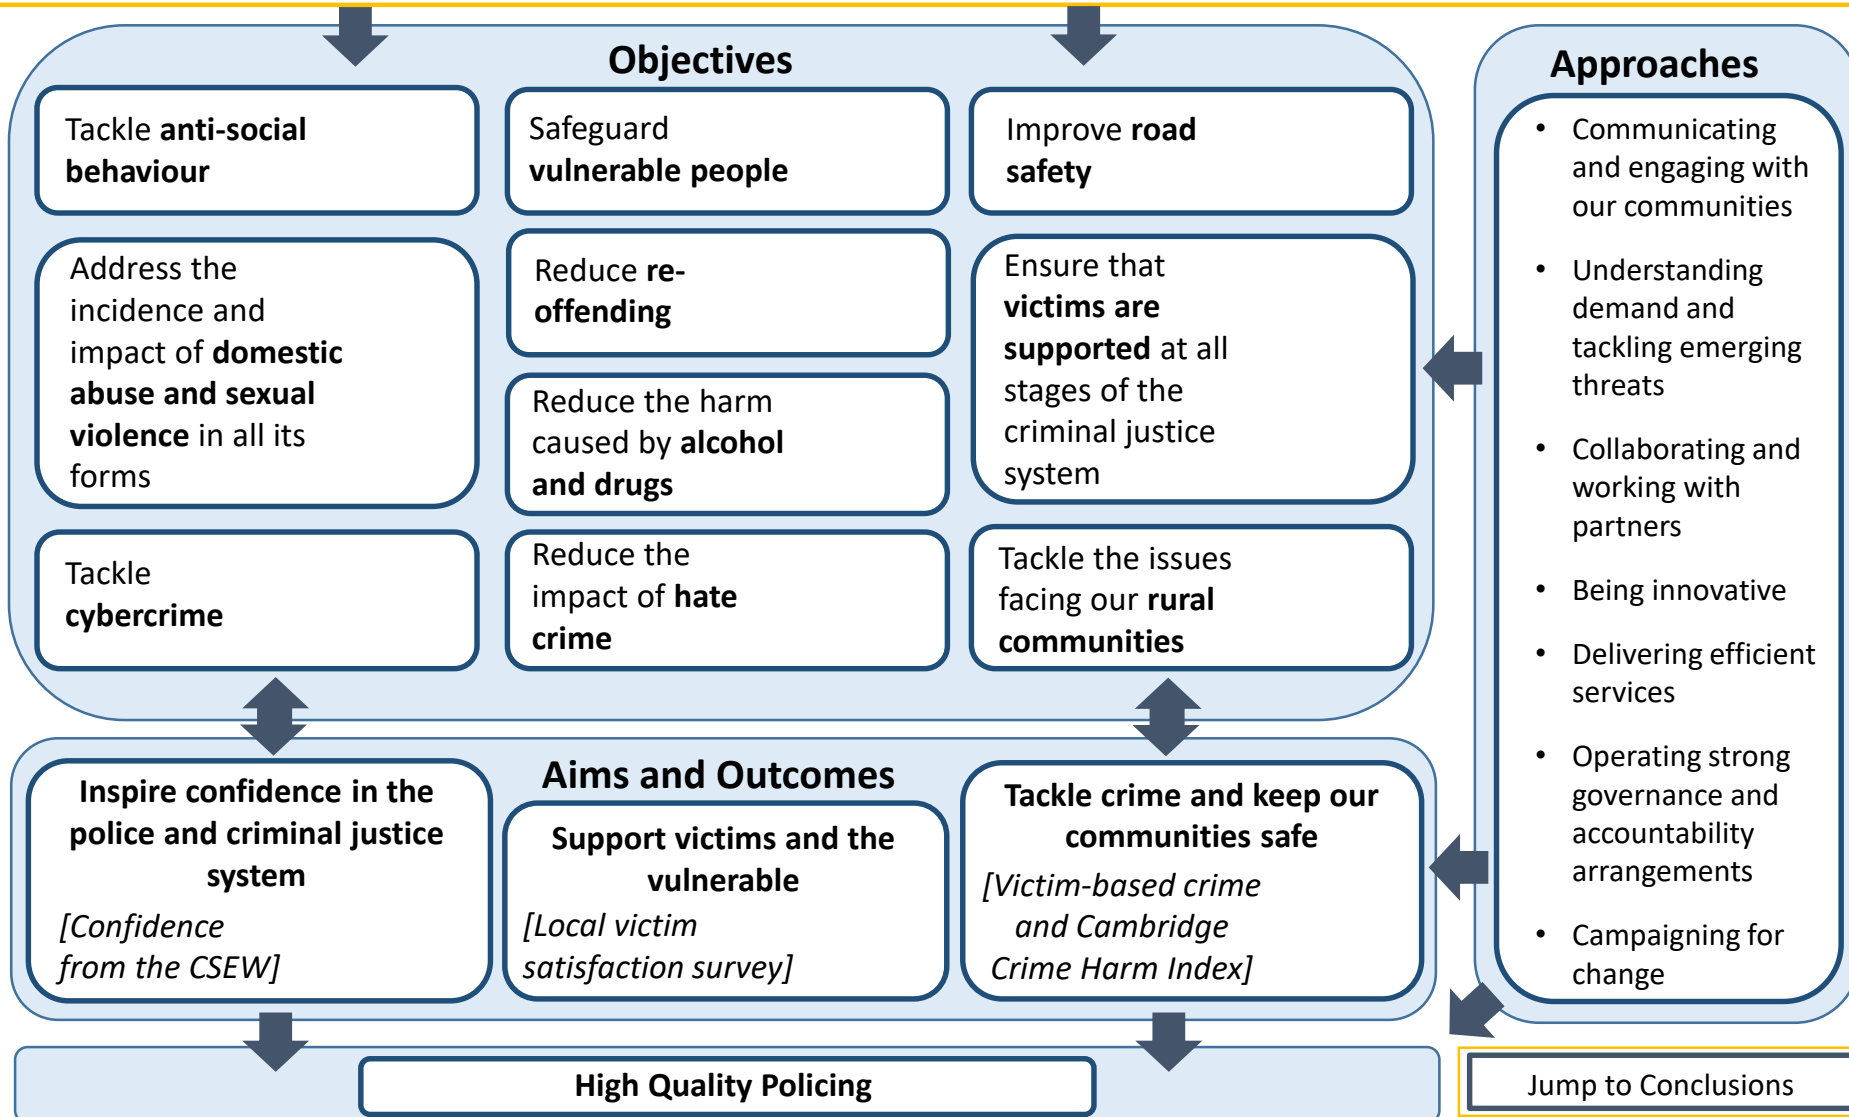 Objectives
Tackle anti-social
behaviour
Safeguard
vulnerable people
Improve road
safety
Address the
incidence and
impact of domestic
abuse and sexual
violence in all its
forms
Reduce re-
offending
Reduce the harm
caused by alcohol
and drugs
Ensure that
victims are
supported at all
stages of the
criminal justice
system
Tackle
cybercrime
Reduce the
impact of hate
crime
Tackle the issues
facing our rural
communities
Approaches
• Communicating
and engaging with
our communities
• Understanding
demand and
tackling emerging
threats
• Collaborating and
working with
partners
• Being innovative
• Delivering efficient
services
• Operating strong
governance and
accountability
arrangements
• Campaigning for
change
Aims and Outcomes
Inspire confidence in the
police and criminal justice
system
[Confidence
from the CSEW]
Support victims and the
vulnerable
[Local victim
satisfaction survey]
Tackle crime and keep our
communities safe
[Victim-based crime
and Cambridge
Crime Harm Index]
High Quality Policing
Jump to Conclusions